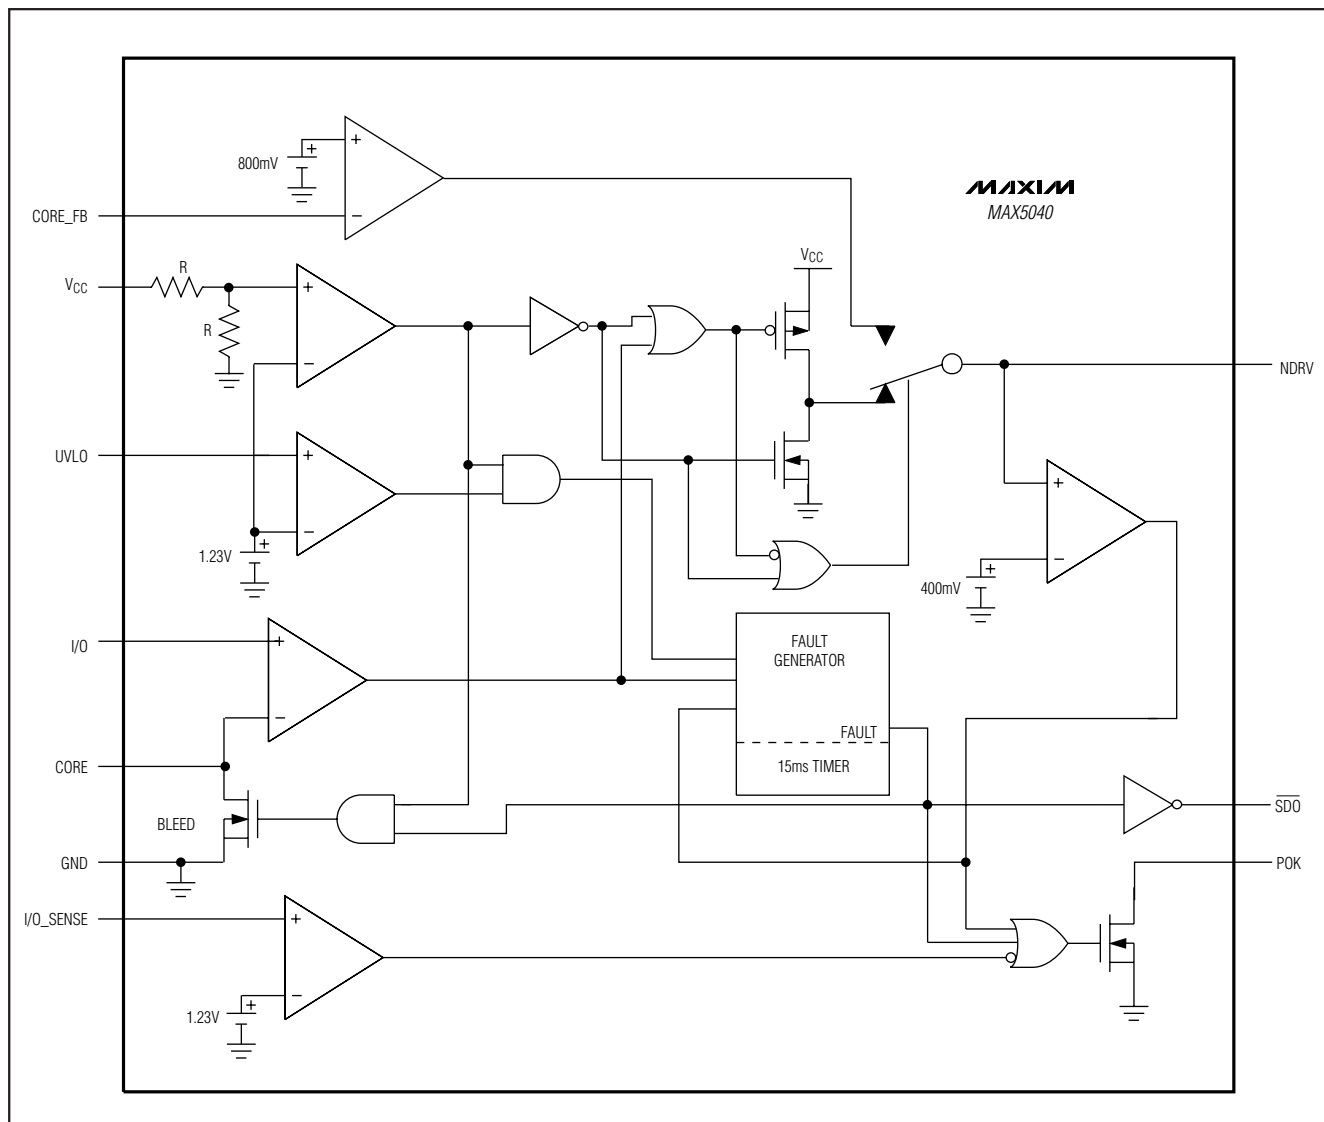 800mV
+
+
−
CORE_FB
MAXIM
MAX5040
VCC
R
R
+
−
VCC
NDRV
UVLO
+
−
1.23V
+
+
−
400mV
+
I/O
+
−
FAULT
GENERATOR
FAULT
15ms TIMER
CORE
BLEED
SDO
GND
POK
I/O_SENSE
+
−
1.23V
+